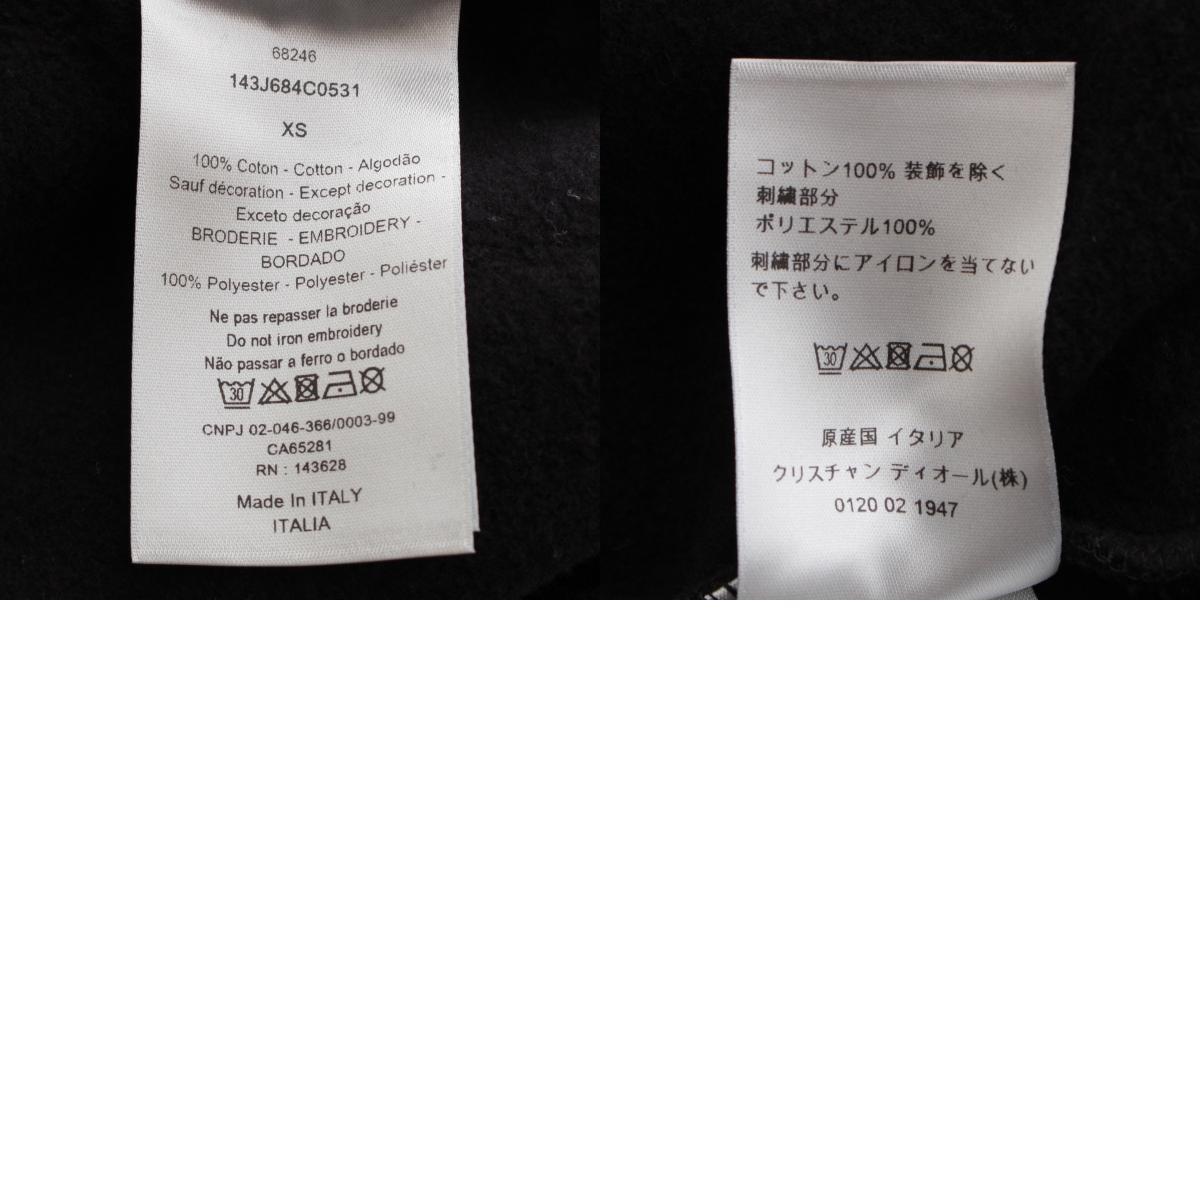 68246
143J684C0531
XS
100% Coton - Cotton - Algodão
Sauf décoration - Except decoration -
Exceto decoração
BRODERIE - EMBROIDERY -
BORDADO
100% Polyester - Polyester - Poliéster
Ne pas repasser la broderie
Do not iron embroidery
Não passar a ferro o bordado
30
CNPJ 02-046-366/0003-99
CA65281
RN : 143628
Made In ITALY
ITALIA
コットン100% 装飾を除く
刺繍部分
ポリエステル100%
刺繍部分にアイロンを当てない
で下さい。
30
原産国 イタリア
クリスチャン ディオール(株)
0120 02 1947